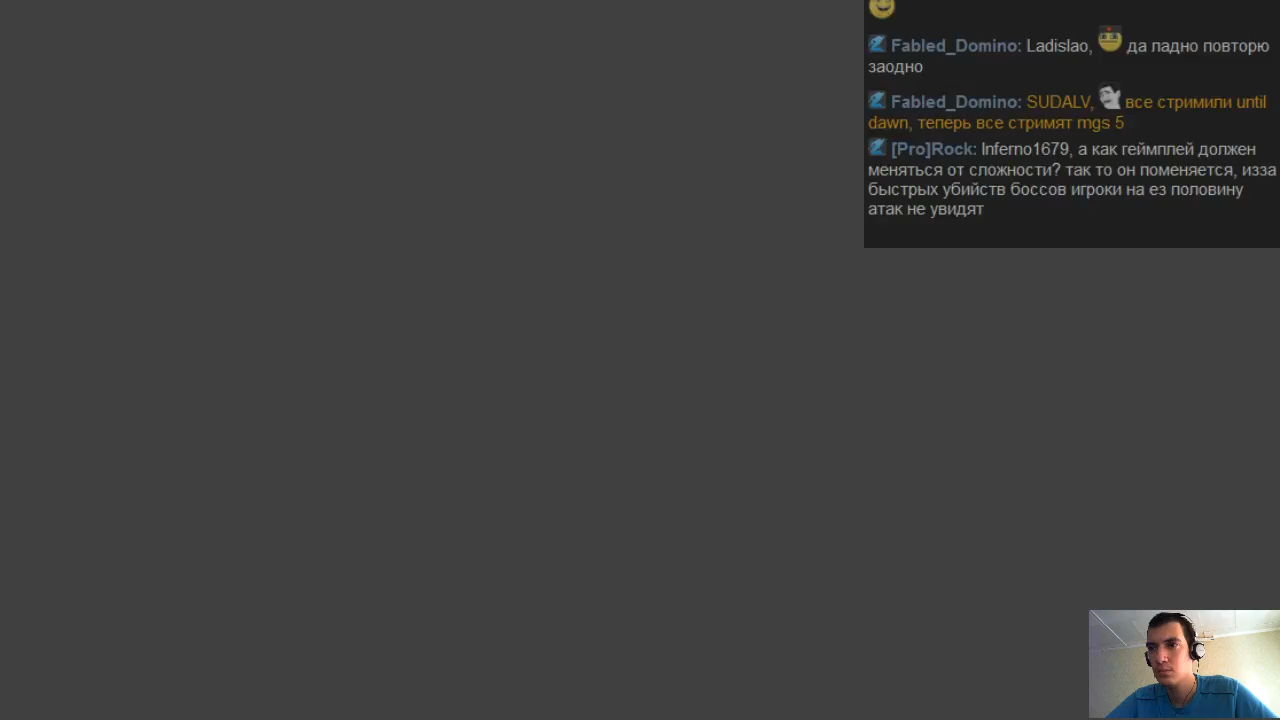 Fabled_Domino: Ladislao, да ладно повторю
заодно
Fabled_Domino: SUDALV, все стримили until
dawn, теперь все стримят mgs 5
[Pro]Rock: Inferno1679, а как геймплей должен
меняться от сложности? так то он поменяется, изза
быстрых убийств боссов игроки на ез половину
атак не увидят